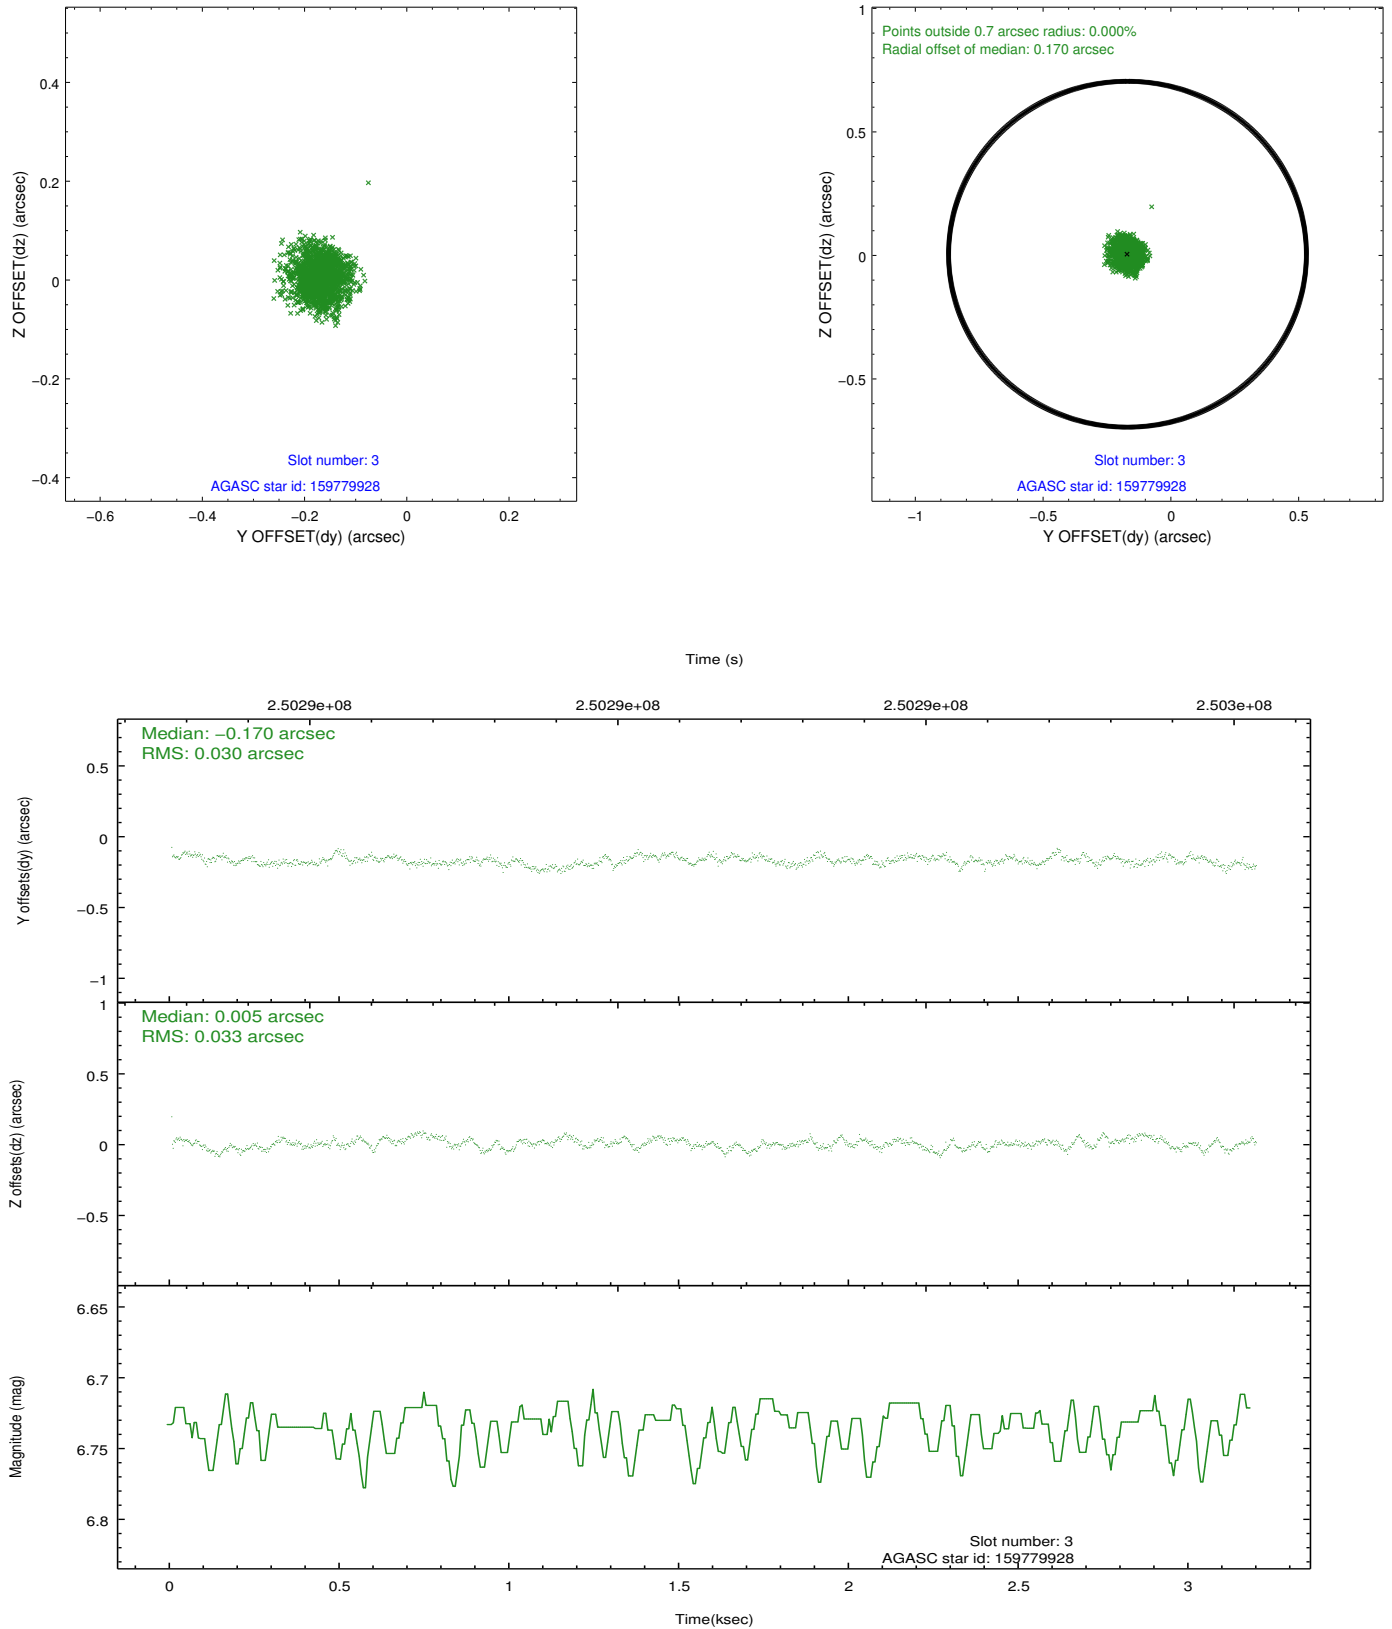 0.4
0.2
0
−0.2
−0.4
Z OFFSET(dz) (arcsec)
Slot number: 3
AGASC star id: 159779928
−0.6 −0.4 −0.2 0 0.2
Y OFFSET(dy) (arcsec)
Points outside 0.7 arcsec radius: 0.000%
Radial offset of median: 0.170 arcsec
1
0.5
0
−0.5
Z OFFSET(dz) (arcsec)
Slot number: 3
AGASC star id: 159779928
−1 −0.5 0 0.5
Y OFFSET(dy) (arcsec)
Time (s)
2.5029e+08 2.5029e+08 2.5029e+08 2.503e+08
Median: −0.170 arcsec
RMS: 0.030 arcsec
0.5
0
−0.5
−1
Y offsets(dy) (arcsec)
Median: 0.005 arcsec
RMS: 0.033 arcsec
1
0.5
0
−0.5
Z offsets(dz) (arcsec)
6.65
6.7
6.75
6.8
Magnitude (mag)
Slot number: 3
AGASC star id: 159779928
0 0.5 1 1.5 2 2.5 3
Time(ksec)